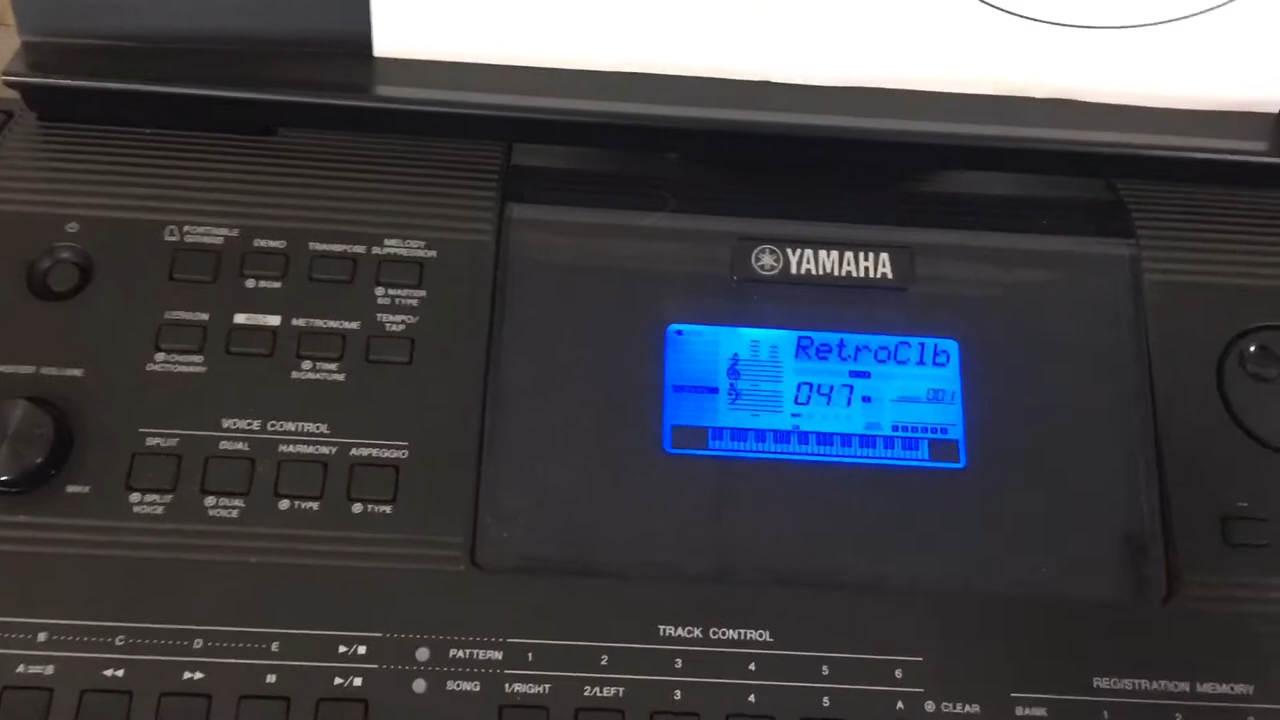 PORTABLE
GRAND
DEMO
TRANSPOSE
MELODY
SUPPRESSOR
BGM
MASTER
EQ TYPE
YAMAHA
LESSON
REC
METRONOME
TEMPO/
TAP
CHORD
DICTIONARY
TIME
SIGNATURE
RetroClb
047
001
MASTER VOLUME
MAX
VOICE CONTROL
SPLIT
DUAL
HARMONY
ARPEGGIO
SPLIT
VOICE
DUAL
VOICE
TYPE
TYPE
TRACK CONTROL
B C D E
PATTERN 1 2 3 4 5 6
A⇌B
SONG 1/RIGHT 2/LEFT 3 4 5 A
CLEAR
REGISTRATION MEMORY
BANK 1 2